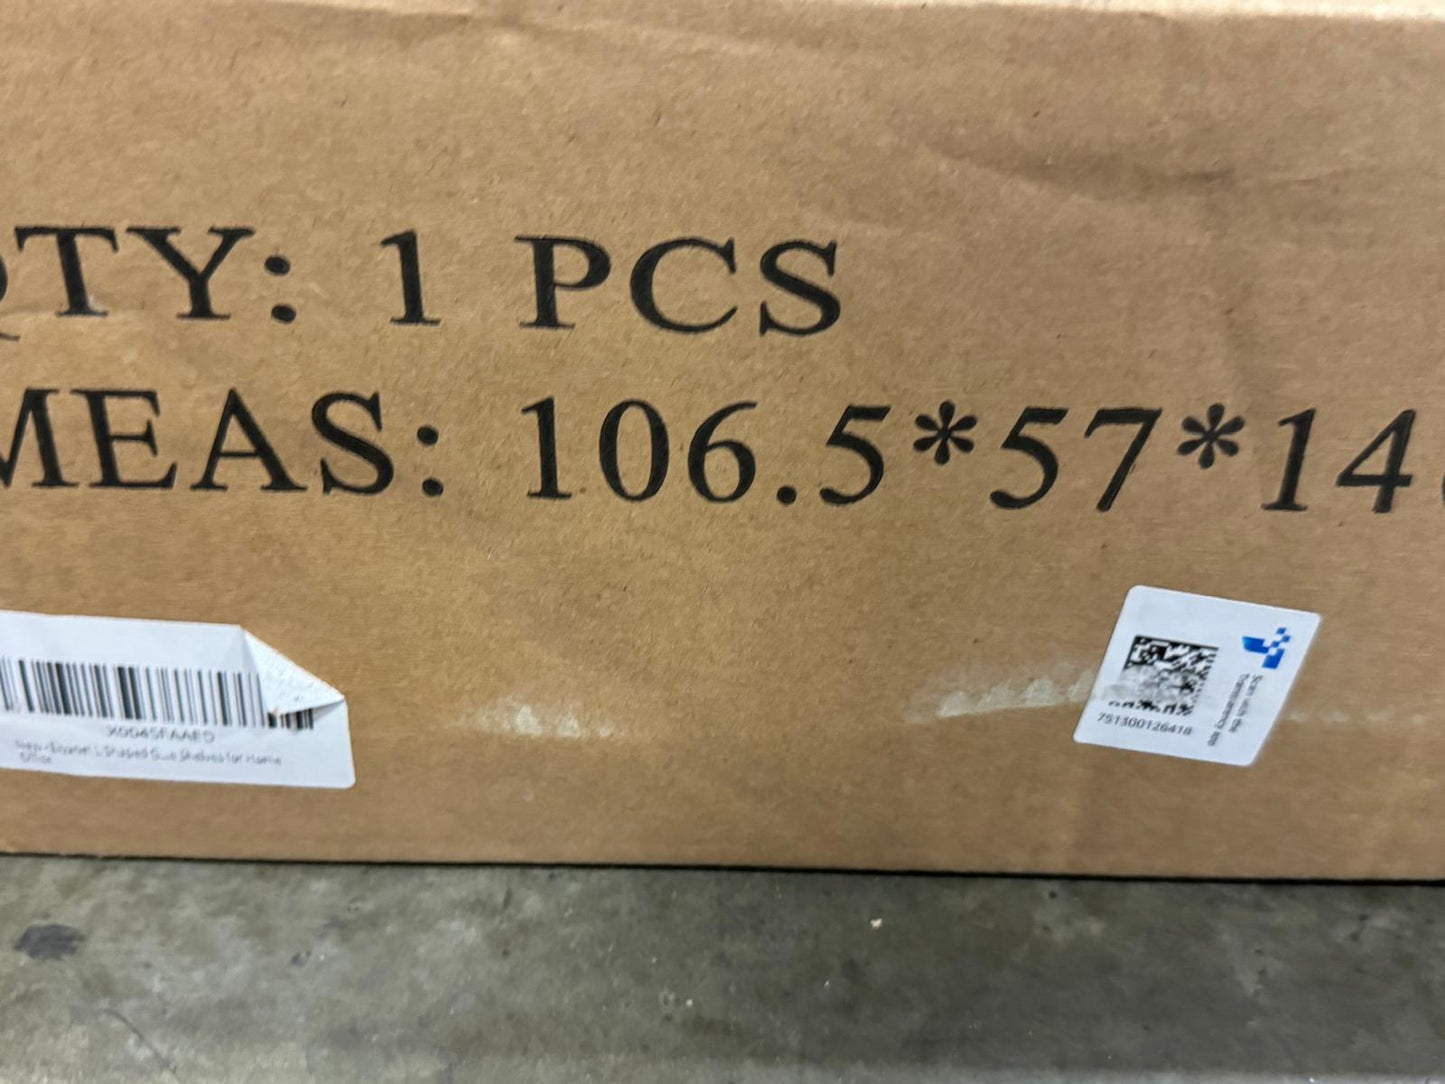 QTY: 1 PCS
MEAS: 106.5*57*14
X0045FAAED
Shaped Shelves for Home
Office
Scan with the
Transparency app
751300126418